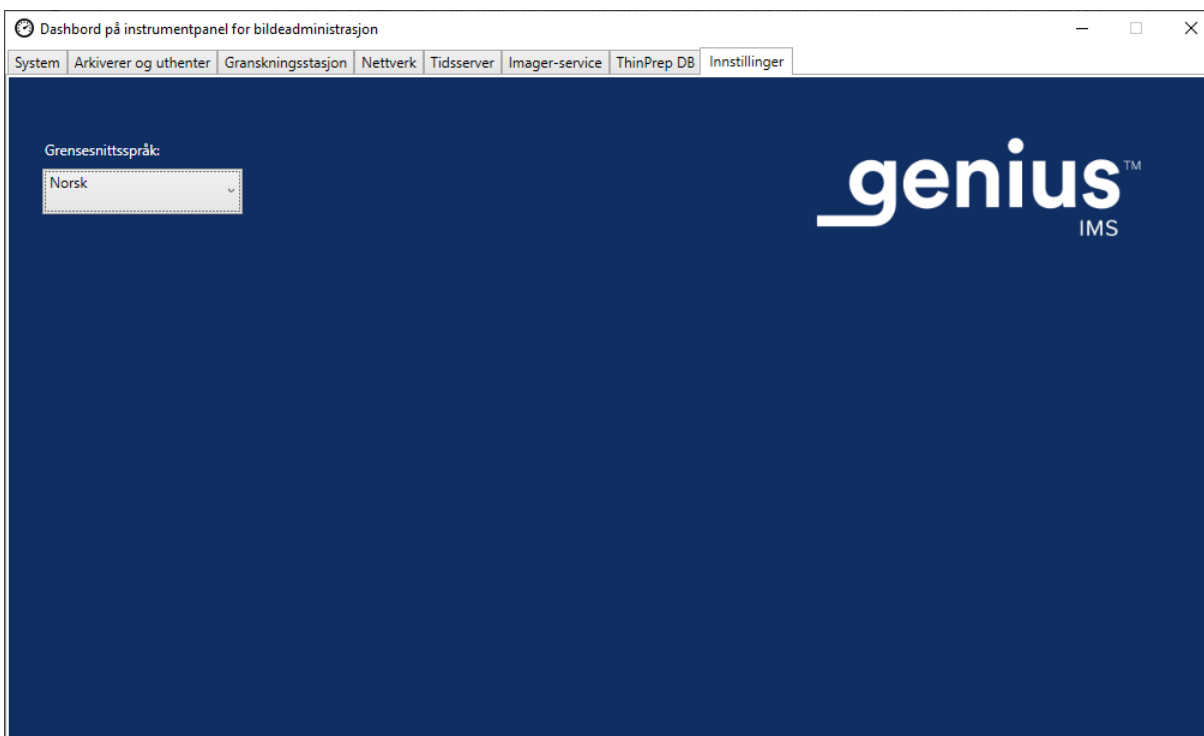 Dashbord på instrumentpanel for bildeadministrasjon
System Arkiverer og uthenter Granskningsstasjon Nettverk Tidsserver Imager-service ThinPrep DB Innstillinger
Grensesnittsspråk:
Norsk
genius™
IMS